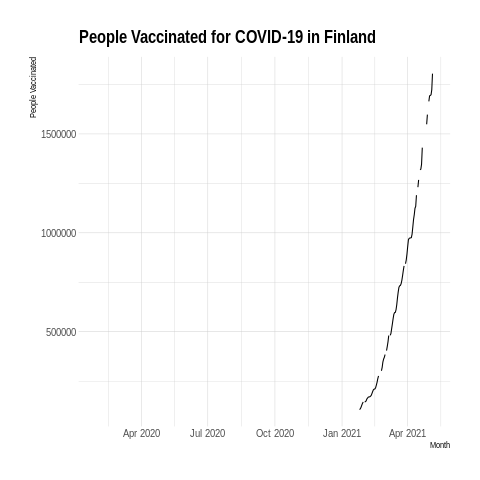 People Vaccinated for COVID-19 in Finland
People Vaccinated
1500000
1000000
500000
Apr 2020 Jul 2020 Oct 2020 Jan 2021 Apr 2021
Month